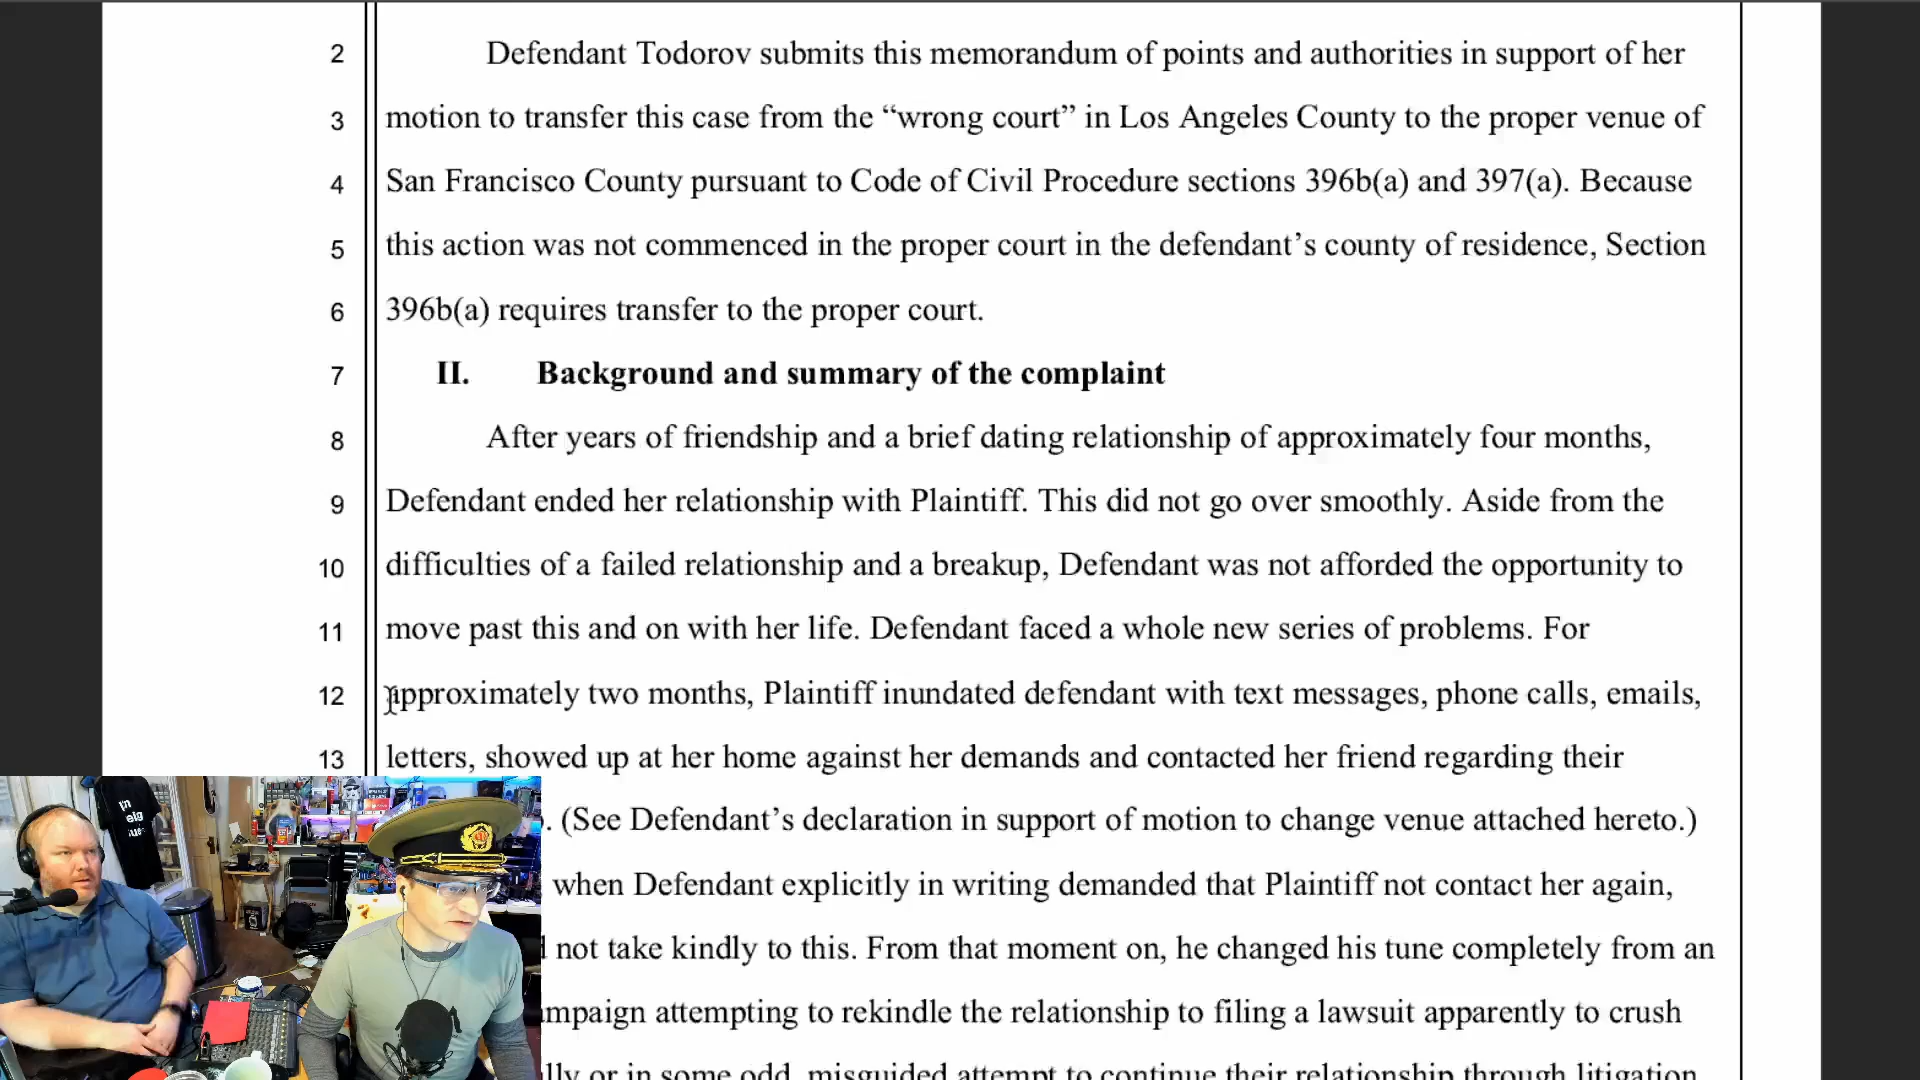 2 Defendant Todorov submits this memorandum of points and authorities in support of her
3 motion to transfer this case from the “wrong court” in Los Angeles County to the proper venue of
4 San Francisco County pursuant to Code of Civil Procedure sections 396b(a) and 397(a). Because
5 this action was not commenced in the proper court in the defendant’s county of residence, Section
6 396b(a) requires transfer to the proper court.
7 II. Background and summary of the complaint
8 After years of friendship and a brief dating relationship of approximately four months,
9 Defendant ended her relationship with Plaintiff. This did not go over smoothly. Aside from the
10 difficulties of a failed relationship and a breakup, Defendant was not afforded the opportunity to
11 move past this and on with her life. Defendant faced a whole new series of problems. For
12 approximately two months, Plaintiff inundated defendant with text messages, phone calls, emails,
13 letters, showed up at her home against her demands and contacted her friend regarding their
. (See Defendant’s declaration in support of motion to change venue attached hereto.)
when Defendant explicitly in writing demanded that Plaintiff not contact her again,
not take kindly to this. From that moment on, he changed his tune completely from an
mpaign attempting to rekindle the relationship to filing a lawsuit apparently to crush
lly or in some odd, misguided attempt to continue their relationship through litigation
I'm